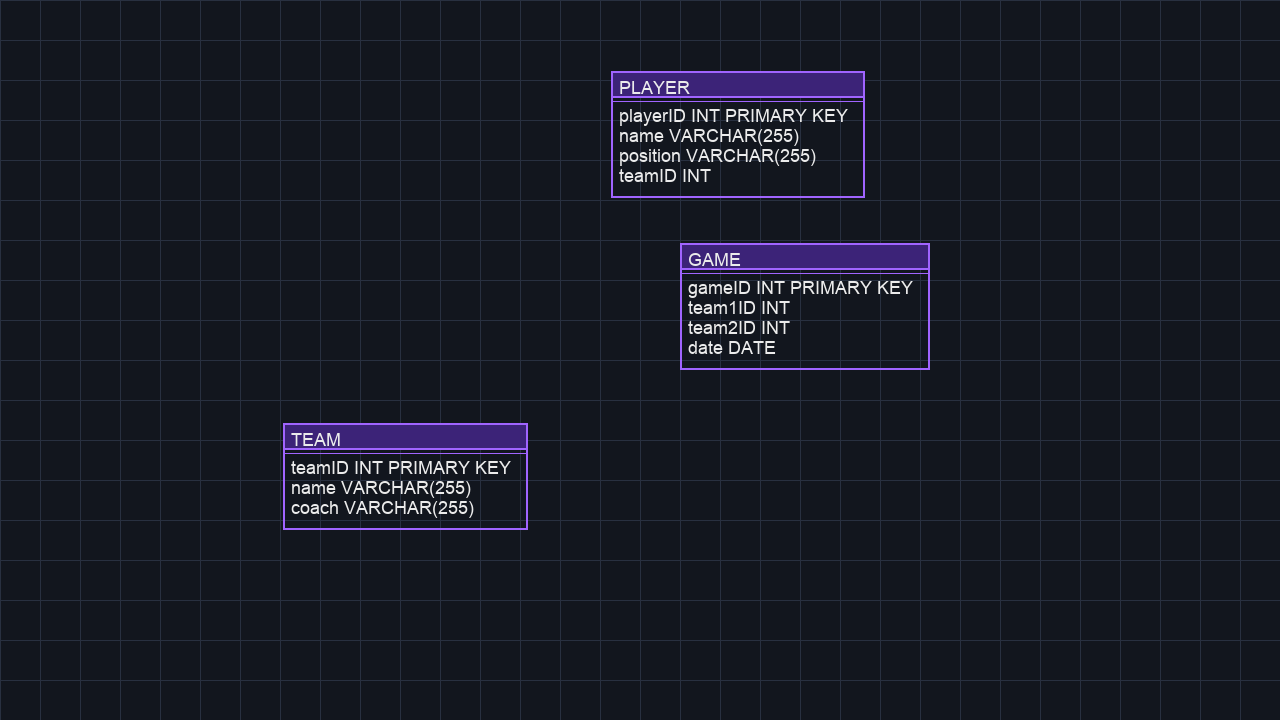 PLAYER
playerID INT PRIMARY KEY
name VARCHAR(255)
position VARCHAR(255)
teamID INT
GAME
gameID INT PRIMARY KEY
team1ID INT
team2ID INT
date DATE
TEAM
teamID INT PRIMARY KEY
name VARCHAR(255)
coach VARCHAR(255)